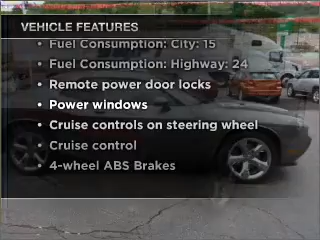 VEHICLE FEATURES
• Fuel Consumption: City: 15
• Fuel Consumption: Highway: 24
• Remote power door locks
• Power windows
• Cruise controls on steering wheel
• Cruise control
• 4-wheel ABS Brakes